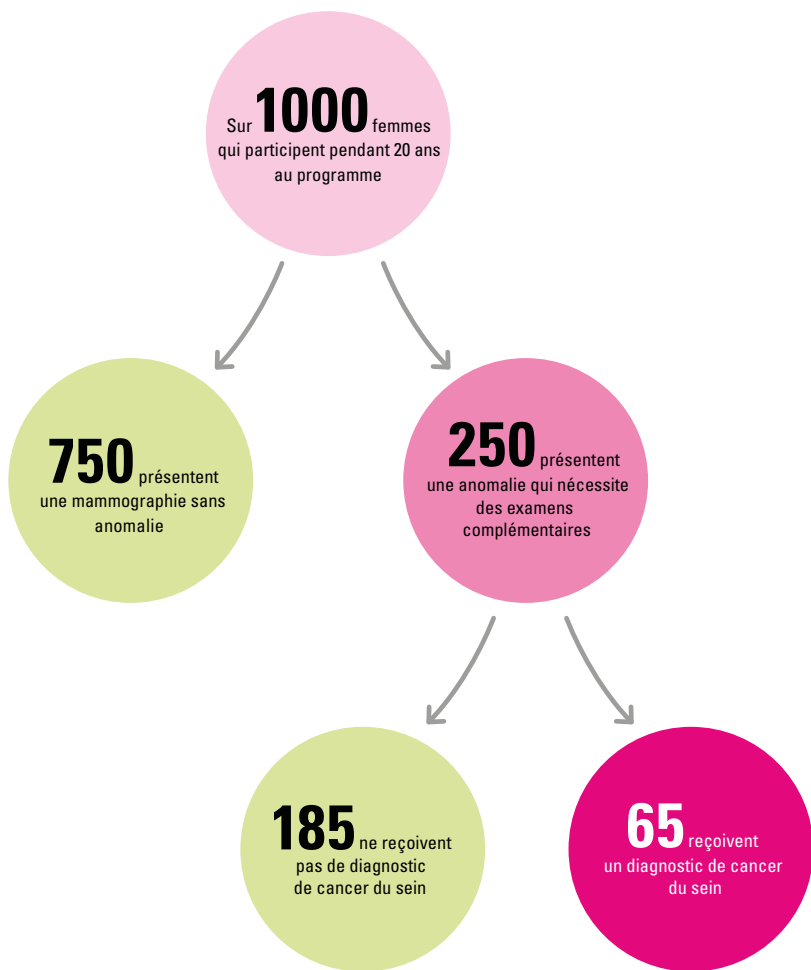 Sur 1000 femmes
qui participent pendant 20 ans
au programme
750 présentent
une mammographie sans
anomalie
250 présentent
une anomalie qui nécessite
des examens
complémentaires
185 ne reçoivent
pas de diagnostic
de cancer du sein
65 reçoivent
un diagnostic de cancer
du sein